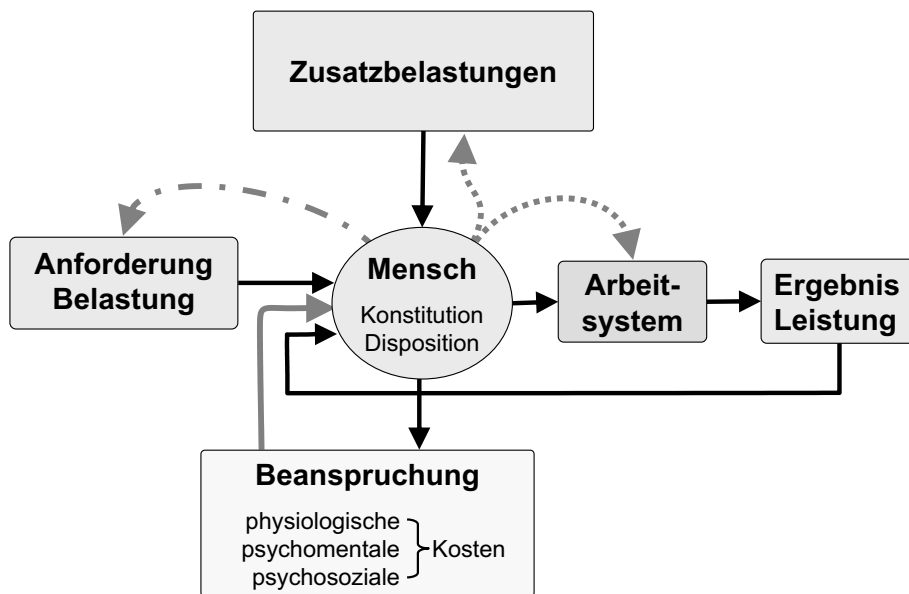 Zusatzbelastungen
Anforderung
Belastung
Mensch
Konstitution
Disposition
Arbeit-
system
Ergebnis
Leistung
Beanspruchung
physiologische
psychomentale Kosten
psychosoziale